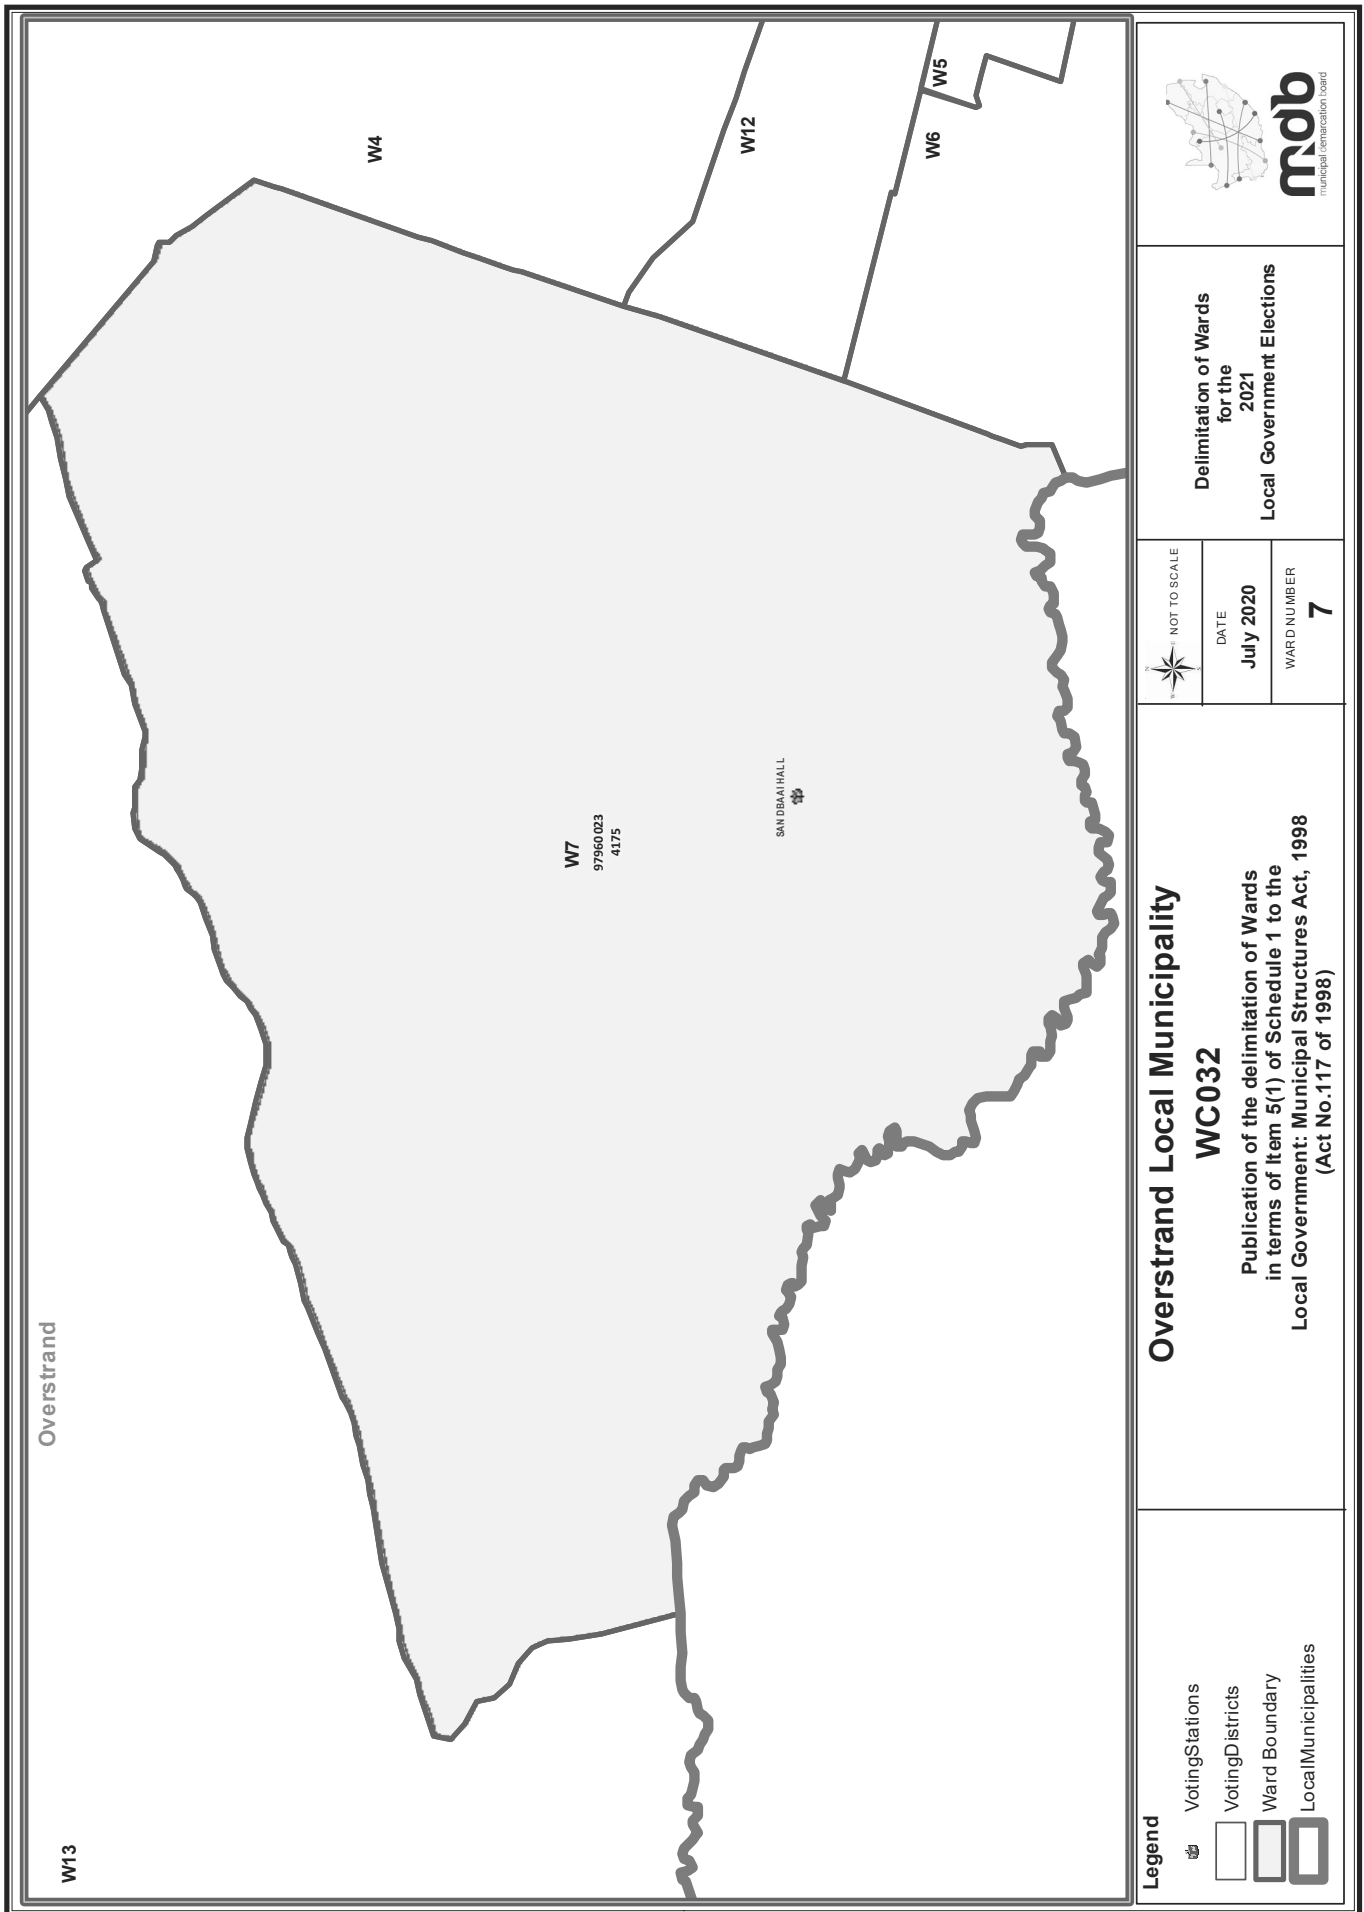 Overstrand
W13
W4
W12
W5
W6
W7
97960023
4175
SANDBAAI HALL
Legend
VotingStations
VotingDistricts
Ward Boundary
LocalMunicipalities
Overstrand Local Municipality
WC032
Publication of the delimitation of Wards
in terms of Item 5(1) of Schedule 1 to the
Local Government: Municipal Structures Act, 1998
(Act No.117 of 1998)
N
E
S
W
NOT TO SCALE
DATE
July 2020
WARD NUMBER
7
Delimitation of Wards
for the
2021
Local Government Elections
mdb
municipal demarcation board